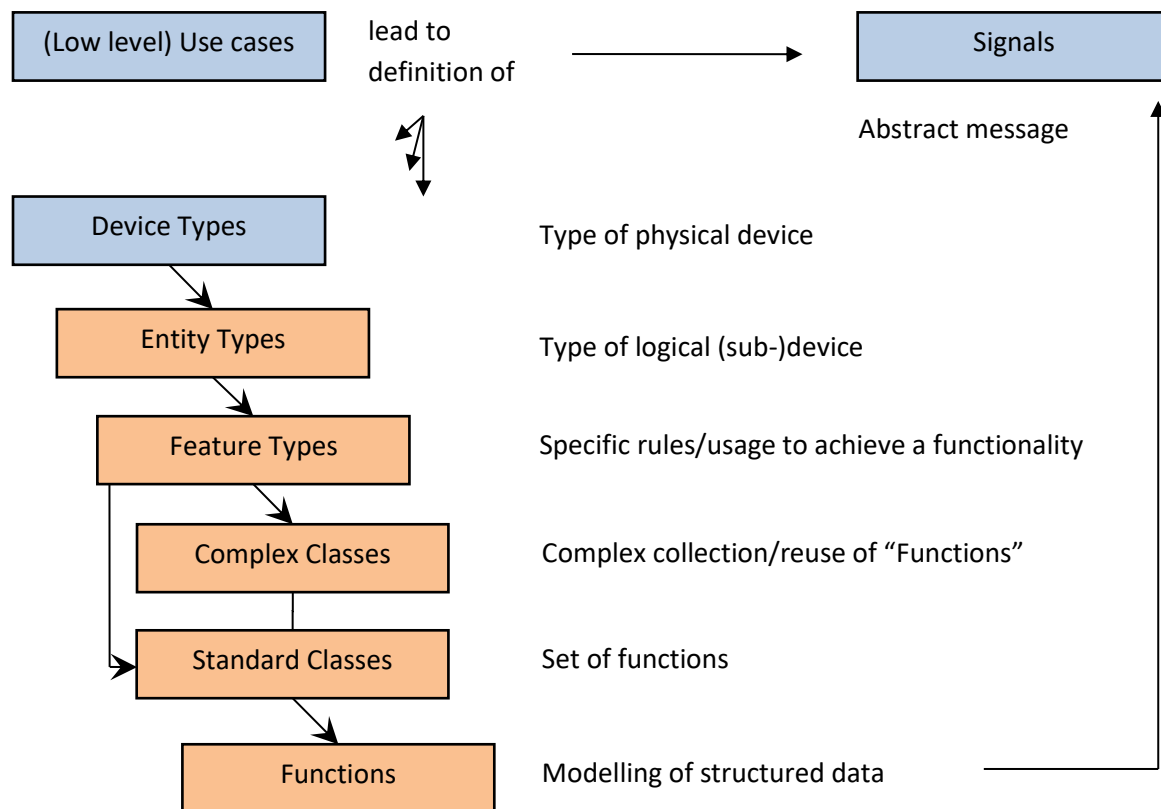 (Low level) Use cases
lead to
definition of
Signals
Abstract message
Device Types
Type of physical device
Entity Types
Type of logical (sub-)device
Feature Types
Specific rules/usage to achieve a functionality
Complex Classes
Complex collection/reuse of “Functions”
Standard Classes
Set of functions
Functions
Modelling of structured data